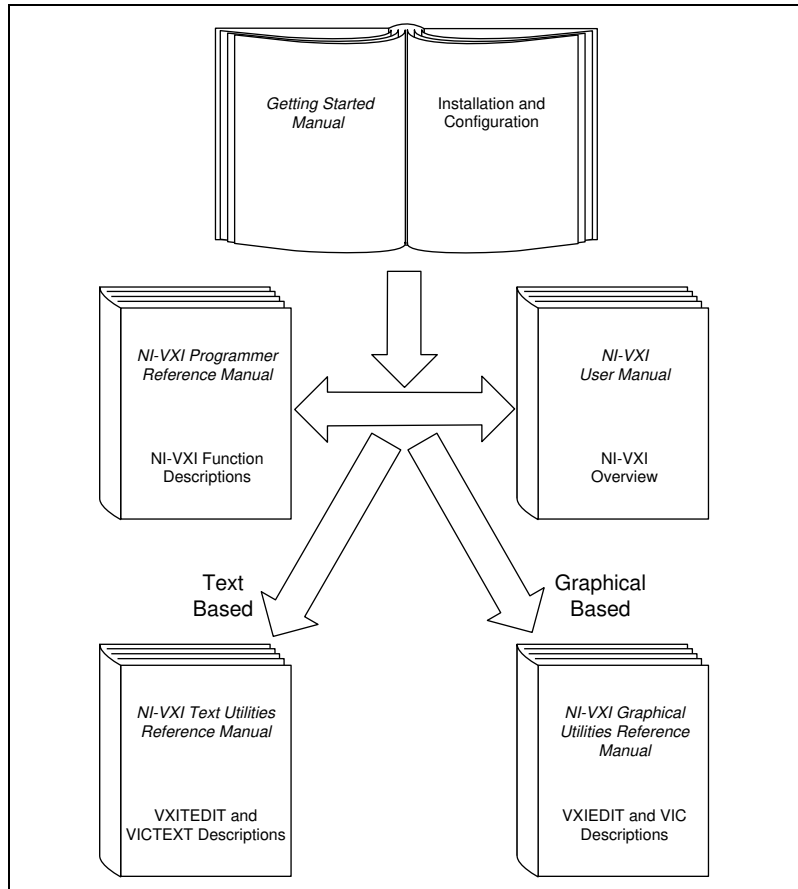 Getting Started
Manual
Installation and
Configuration
NI-VXI Programmer
Reference Manual
NI-VXI Function
Descriptions
NI-VXI
User Manual
NI-VXI
Overview
Text
Based
Graphical
Based
NI-VXI Text Utilities
Reference Manual
VXITEDIT and
VICTEXT Descriptions
NI-VXI Graphical
Utilities Reference
Manual
VXIEDIT and VIC
Descriptions